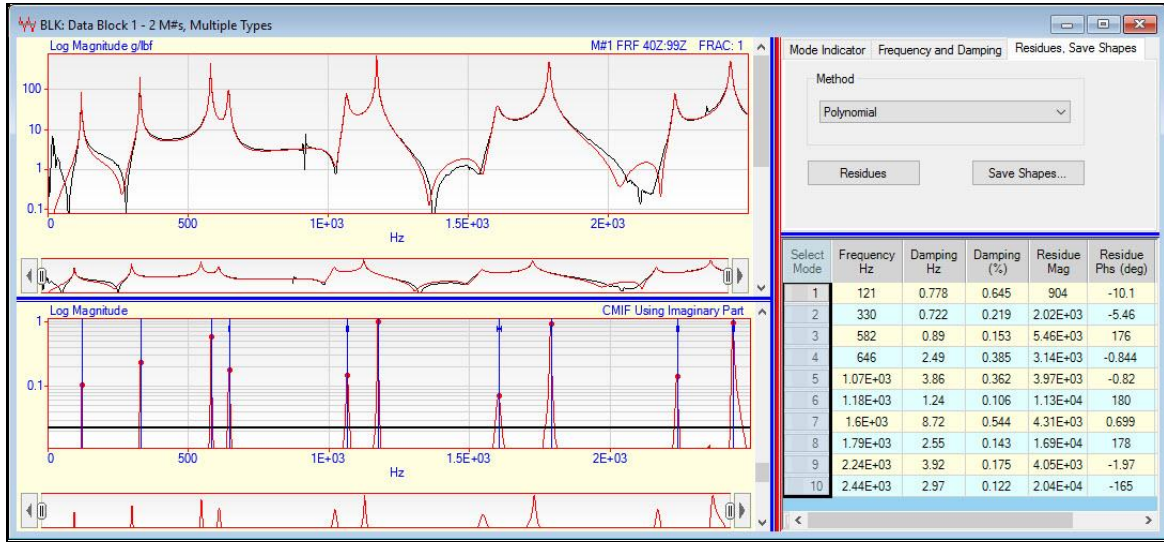 BLK: Data Block 1 - 2 M#s, Multiple Types
Log Magnitude g/lbf M#1 FRF 40Z:99Z FRAC: 1
100
10
1
0.1
0 500 1E+03 1.5E+03 2E+03
Hz
Log Magnitude CMIF Using Imaginary Part
1
0.1
0 500 1E+03 1.5E+03 2E+03
Hz
Mode Indicator Frequency and Damping Residues, Save Shapes
Method
Polynomial
Residues Save Shapes...
Select Mode Frequency Hz Damping Hz Damping (%) Residue Mag Residue Phs (deg)
1 121 0.778 0.645 904 -10.1
2 330 0.722 0.219 2.02E+03 -5.46
3 582 0.89 0.153 5.46E+03 176
4 646 2.49 0.385 3.14E+03 -0.844
5 1.07E+03 3.86 0.362 3.97E+03 -0.82
6 1.18E+03 1.24 0.106 1.13E+04 180
7 1.6E+03 8.72 0.544 4.31E+03 0.699
8 1.79E+03 2.55 0.143 1.69E+04 178
9 2.24E+03 3.92 0.175 4.05E+03 -1.97
10 2.44E+03 2.97 0.122 2.04E+04 -165